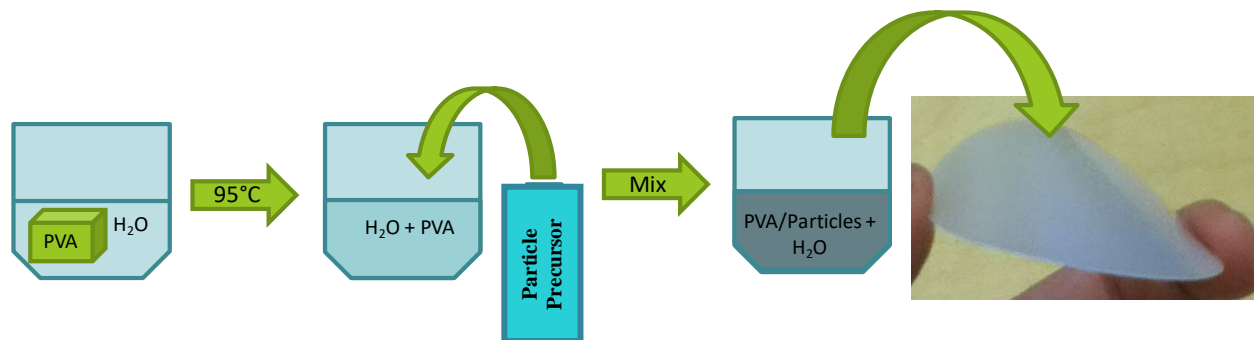 PVA
H₂O
95°C
H₂O + PVA
Particle
Precursor
Mix
PVA/Particles +
H₂O